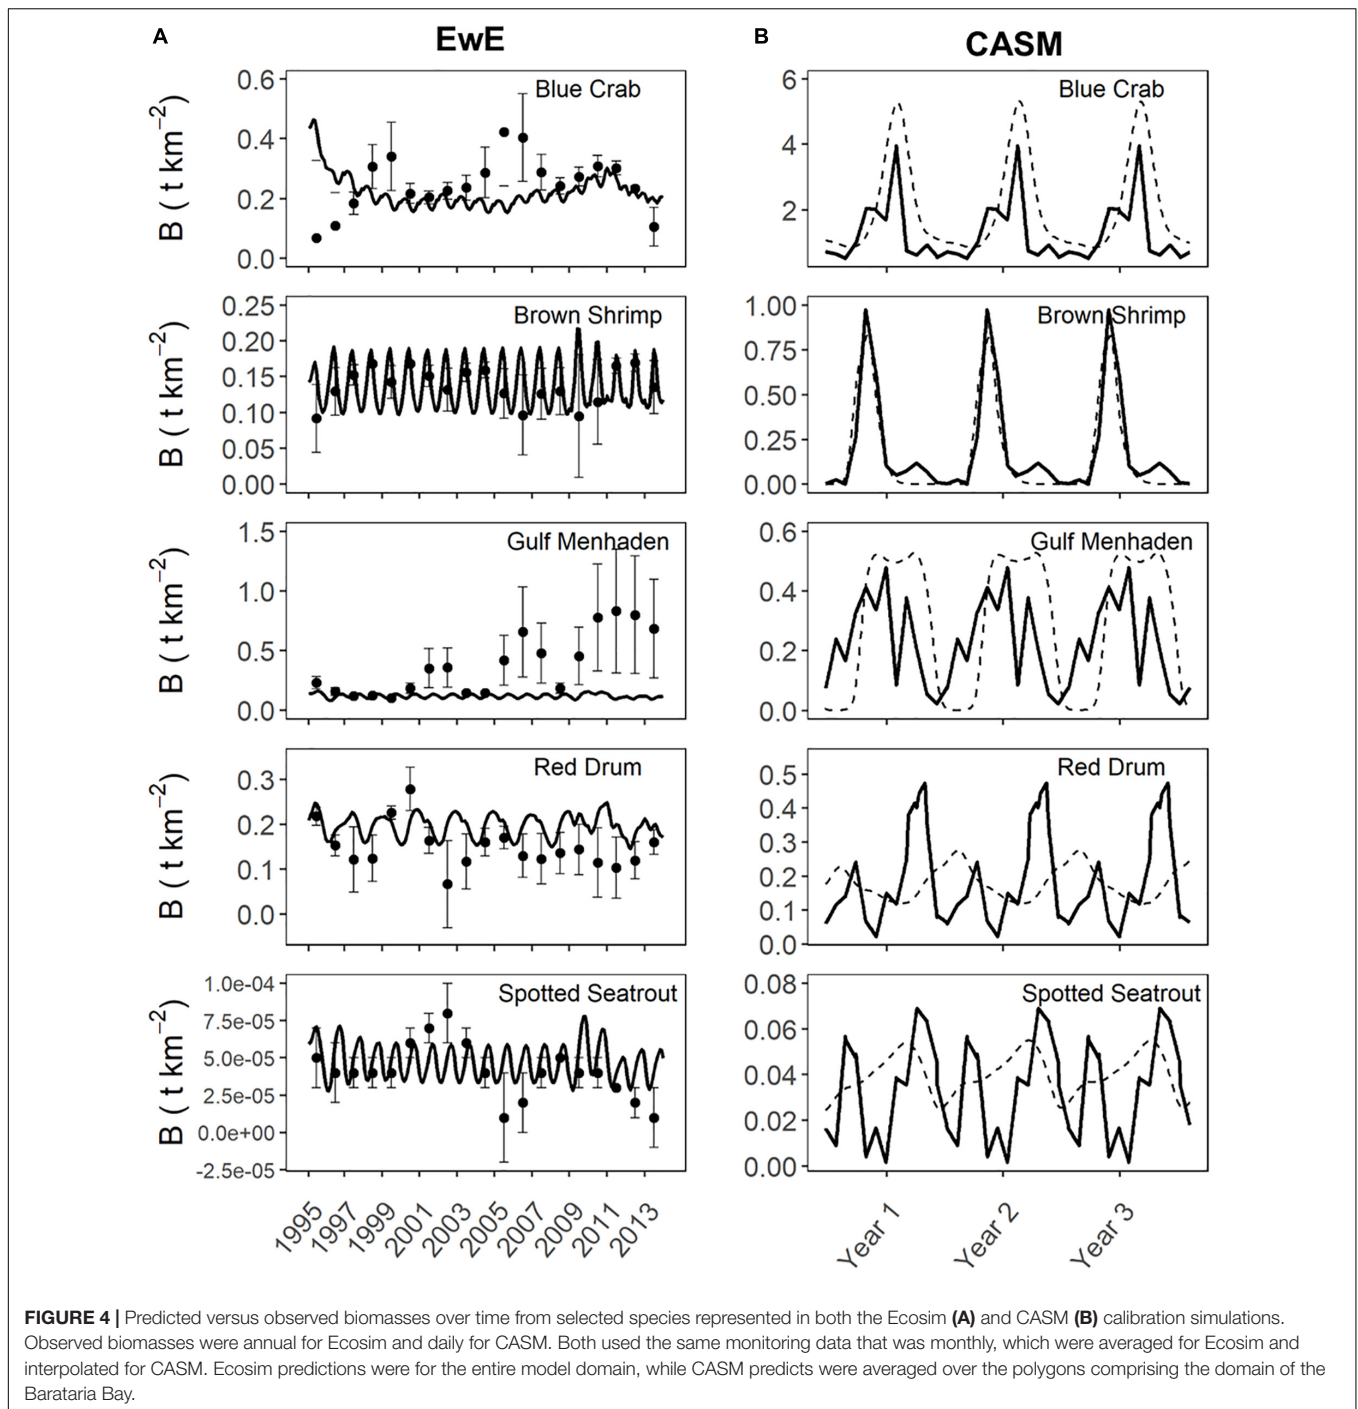 A
EwE
B
CASM
B ( t km−2)
0.6
0.4
0.2
0.0
Blue Crab
6
4
2
Blue Crab
B ( t km−2)
0.25
0.20
0.15
0.10
0.05
0.00
Brown Shrimp
1.00
0.75
0.50
0.25
0.00
Brown Shrimp
B ( t km−2)
1.5
1.0
0.5
0.0
Gulf Menhaden
0.6
0.4
0.2
0.0
Gulf Menhaden
B ( t km−2)
0.3
0.2
0.1
0.0
Red Drum
0.5
0.4
0.3
0.2
0.1
0.0
Red Drum
B ( t km−2)
1.0e-04
7.5e-05
5.0e-05
2.5e-05
0.0e+00
-2.5e-05
Spotted Seatrout
0.08
0.06
0.04
0.02
0.00
Spotted Seatrout
1995
1997
1999
2001
2003
2005
2007
2009
2011
2013
Year 1
Year 2
Year 3
FIGURE 4 | Predicted versus observed biomasses over time from selected species represented in both the Ecosim (A) and CASM (B) calibration simulations.
Observed biomasses were annual for Ecosim and daily for CASM. Both used the same monitoring data that was monthly, which were averaged for Ecosim and
interpolated for CASM. Ecosim predictions were for the entire model domain, while CASM predicts were averaged over the polygons comprising the domain of the
Barataria Bay.